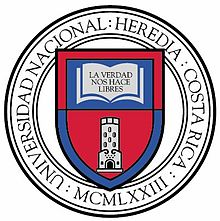 UNIVERSIDAD NACIONAL : HEREDIA : COSTA RICA :
MCMLXXIII :
LA VERDAD
NOS HACE
LIBRES